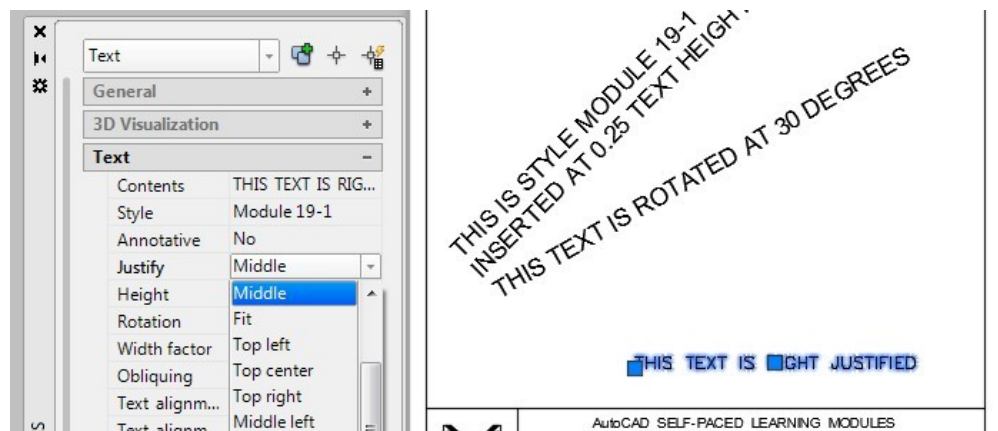 Text
General
3D Visualization
Text
Contents THIS TEXT IS RIG...
Style Module 19-1
Annotative No
Justify Middle
Height Middle
Rotation Fit
Width factor Top left
Obliquing Top center
Text alignm... Top right
Text alignm... Middle left
THIS IS STYLE MODULE 19-1
INSERTED AT 0.25 TEXT
THIS TEXT IS ROTATED AT 30 DEGREES
THIS TEXT IS GHT JUSTIFIED
AutoCAD SELF-PACED LEARNING MODULES